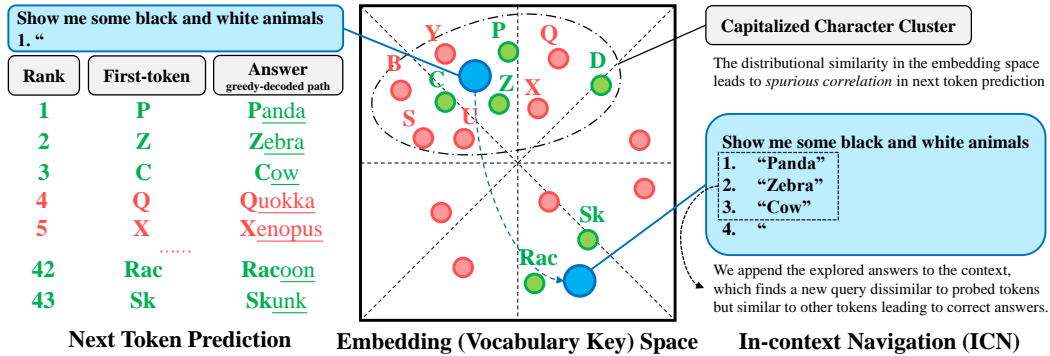 Show me some black and white animals
1. “
Rank First-token Answer
greedy-decoded path
1 P Panda
2 Z Zebra
3 C Cow
4 Q Quokka
5 X Xenopus
......
42 Rac Racoon
43 Sk Skunk
Next Token Prediction
Y
P
Q
B
C
Z
D
X
S
U
Sk
Rac
Embedding (Vocabulary Key) Space
Capitalized Character Cluster
The distributional similarity in the embedding space
leads to spurious correlation in next token prediction
Show me some black and white animals
1. “Panda”
2. “Zebra”
3. “Cow”
4. “
We append the explored answers to the context,
which finds a new query dissimilar to probed tokens
but similar to other tokens leading to correct answers.
In-context Navigation (ICN)